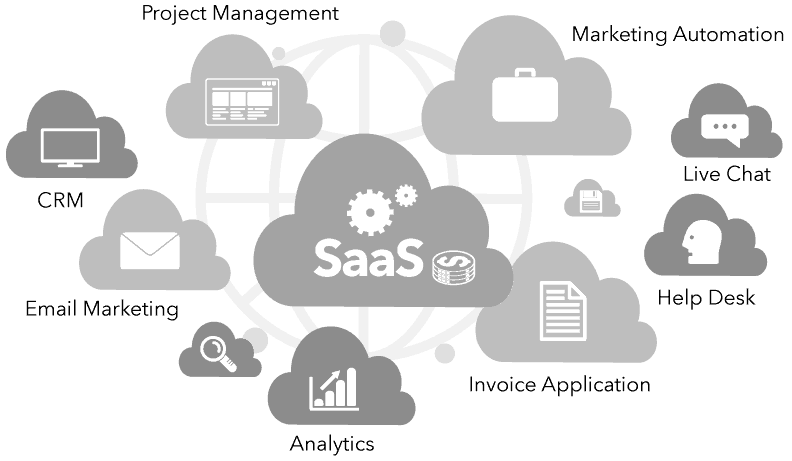 Project Management
Marketing Automation
CRM
Live Chat
SaaS
Email Marketing
Help Desk
Invoice Application
Analytics